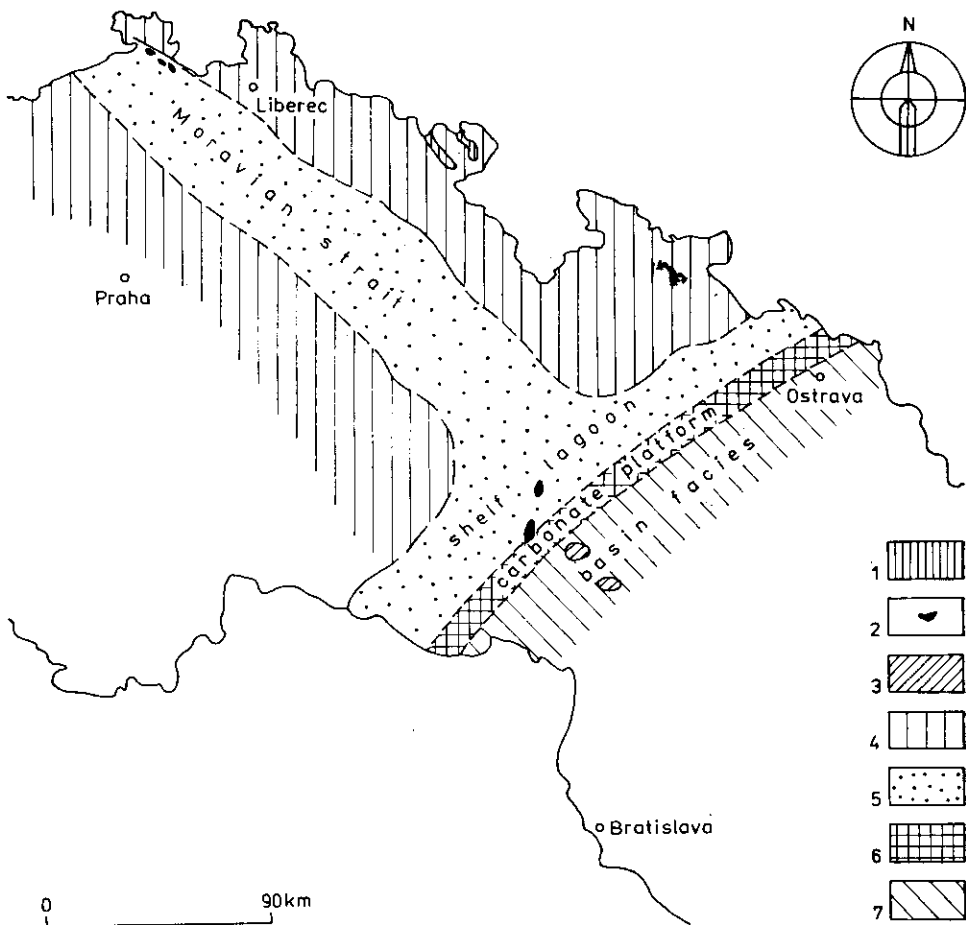 N
Liberec
Moravian strait
Praha
Ostrava
shelf lagoon
carbonate platform
basin facies
1
2
3
4
5
6
7
Bratislava
0 90km